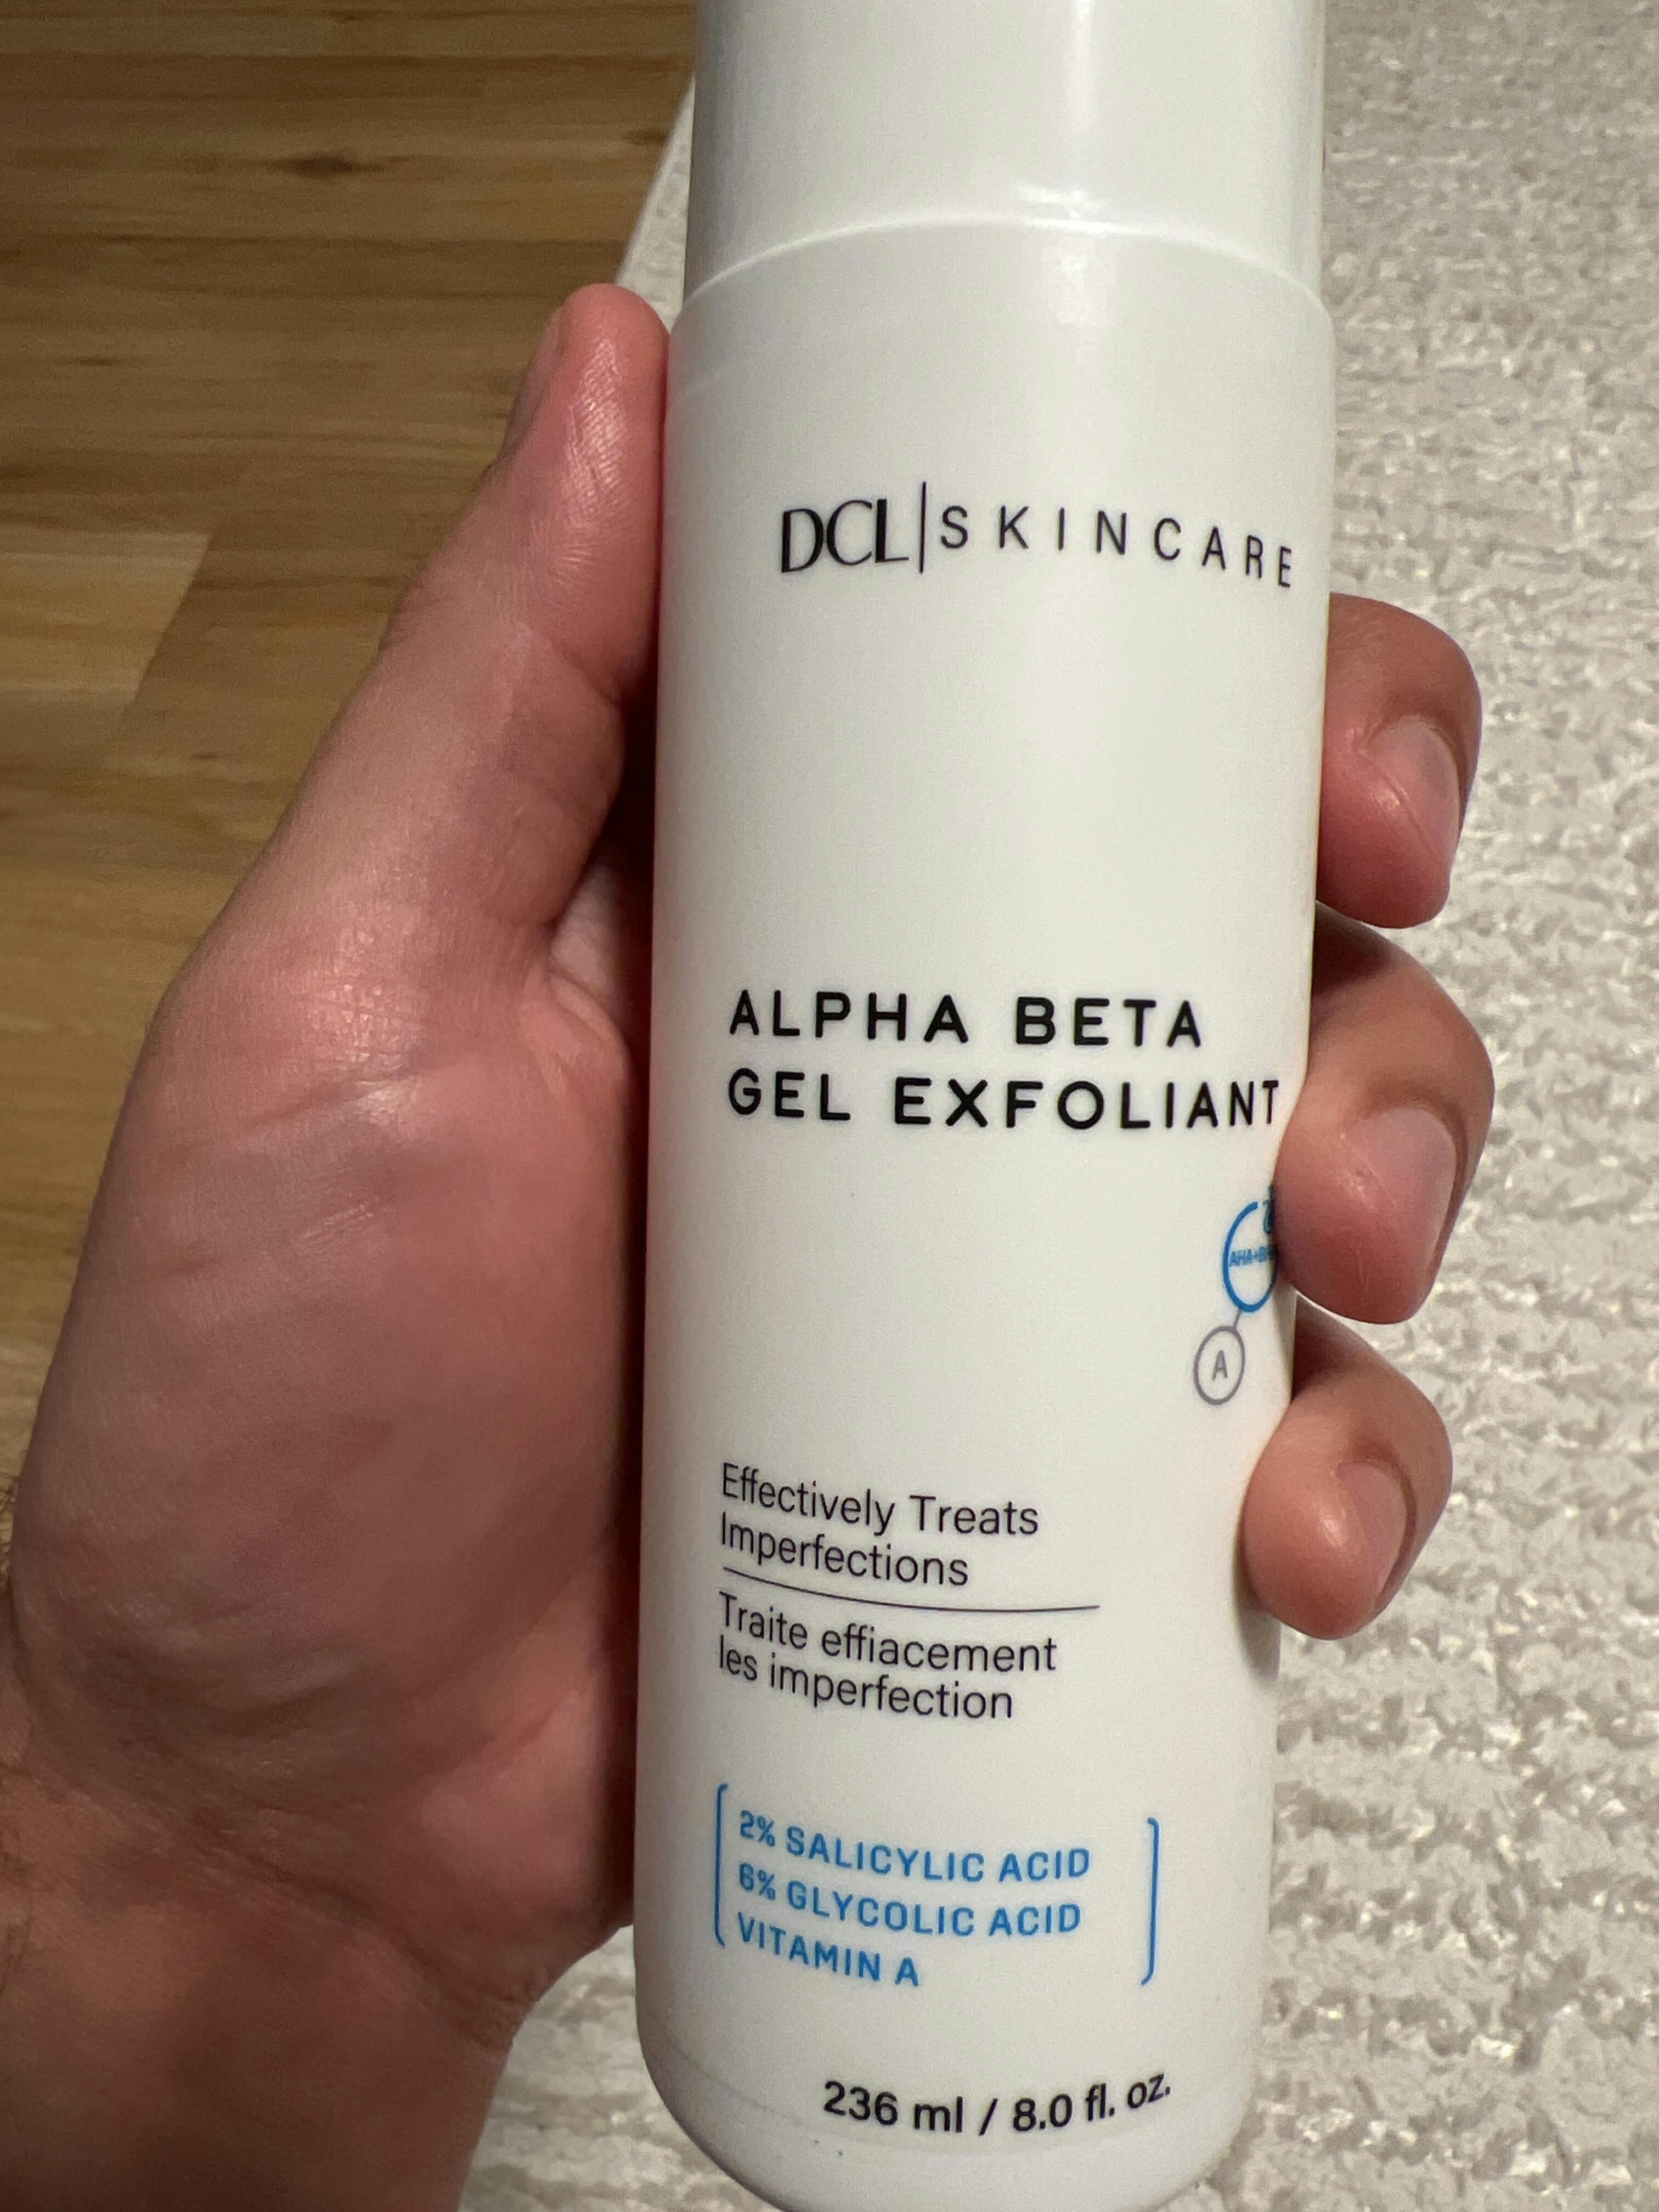 DCL|SKINCARE
ALPHA BETA
GEL EXFOLIANT
A
Effectively Treats
Imperfections
Traite effiacement
les imperfection
2% SALICYLIC ACID
6% GLYCOLIC ACID
VITAMIN A
236 ml / 8.0 fl. oz.